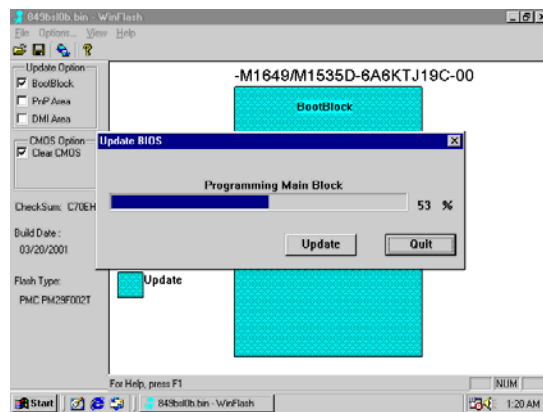 849bsl0b.bin - WinFlash
File Options... View Help
Update Option
BootBlock
PnP Area
DMI Area
CMOS Option
Clear CMOS
CheckSum: C70EH
Build Date :
03/20/2001
Flash Type:
PMC PM29F002T
-M1649/M1535D-6A6KTJ19C-00
BootBlock
Update BIOS
Programming Main Block
53 %
Update
Quit
Update
For Help, press F1
NUM
Start
849bsl0b.bin - WinFlash
1:20 AM